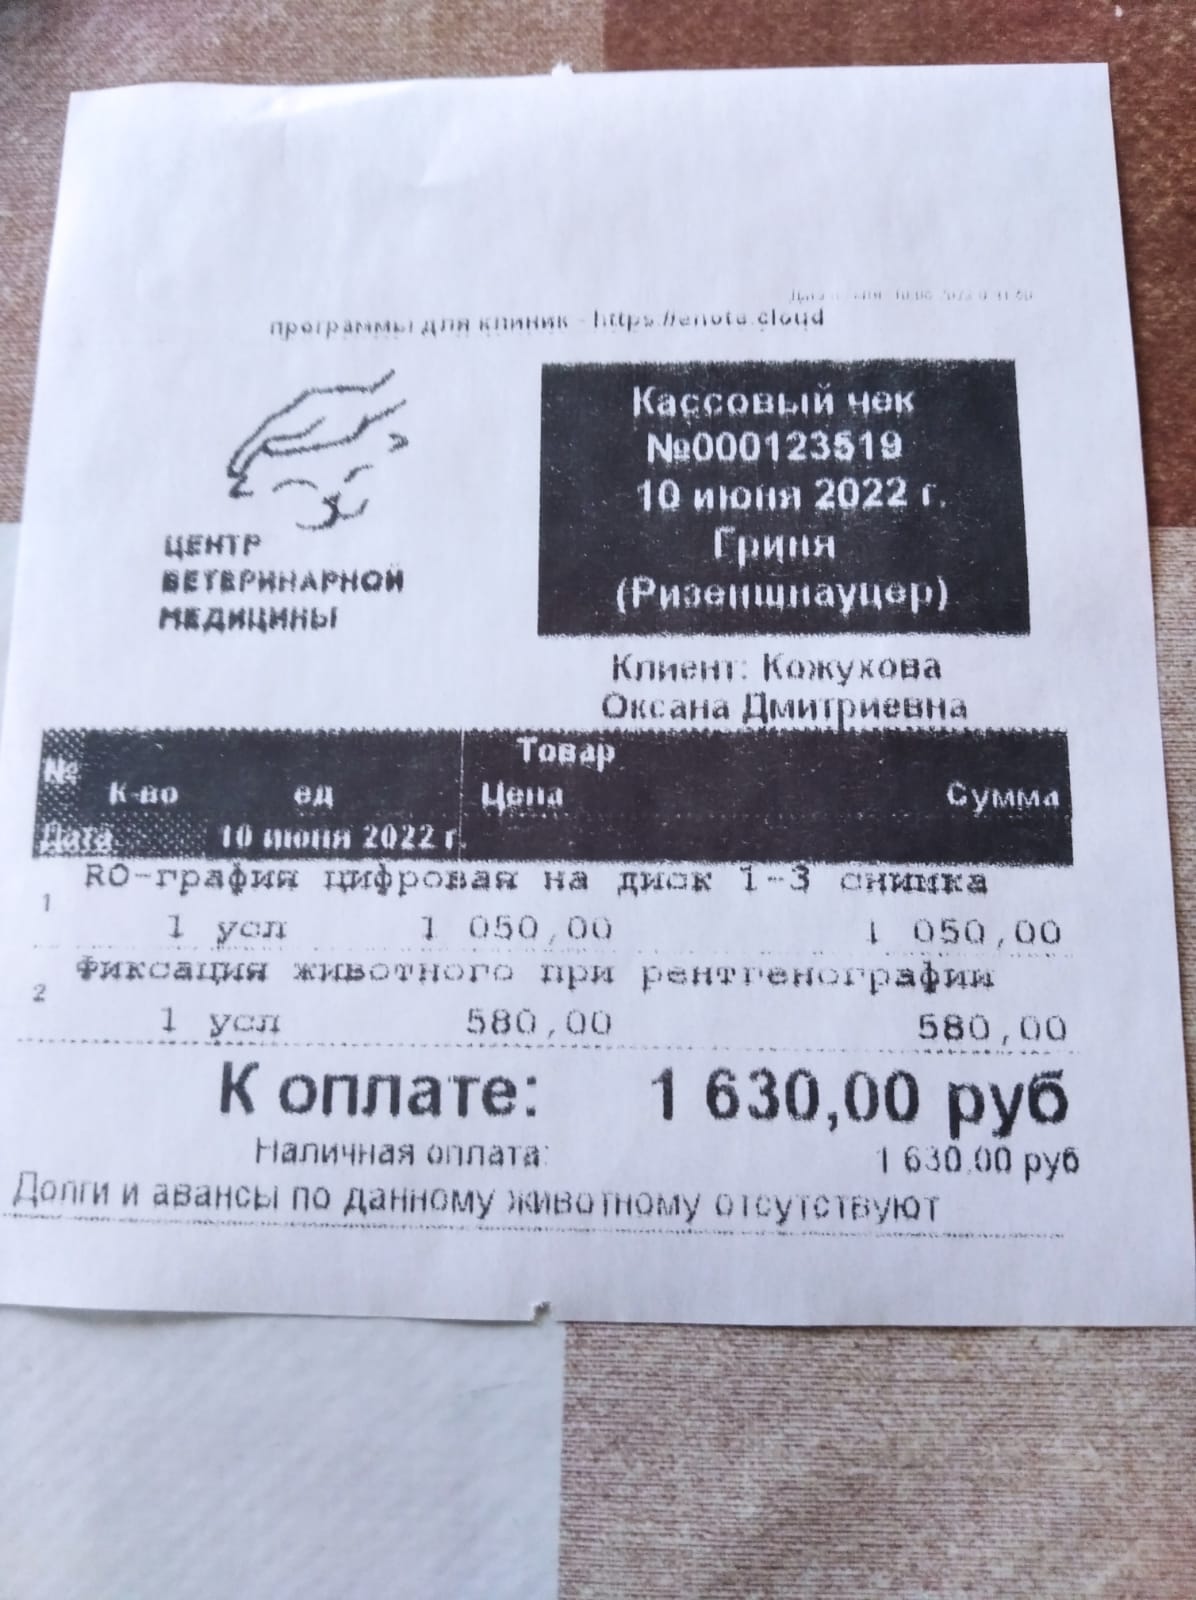 программы для клиник - https://enote.cloud
ЦЕНТР
ВЕТЕРИНАРНОЙ
МЕДИЦИНЫ
Кассовый чек
№000123519
10 июня 2022 г.
Гриня
(Ризеншнауцер)
Клиент: Кожухова
Оксана Дмитриевна
№ Товар
К-во ед Цена Сумма
Дата 10 июня 2022 г.
1 RO-графия цифровая на диск 1-3 снимка
1 усл 1 050,00 1 050,00
2 Фиксация животного при рентгенографии
1 усл 580,00 580,00
К оплате: 1 630,00 руб
Наличная оплата: 1 630,00 руб
Долги и авансы по данному животному отсутствуют